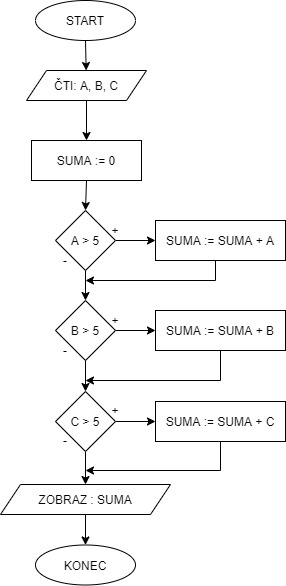 START
ČTI: A, B, C
SUMA := 0
A > 5
+
SUMA := SUMA + A
-
B > 5
+
SUMA := SUMA + B
-
C > 5
+
SUMA := SUMA + C
-
ZOBRAZ : SUMA
KONEC